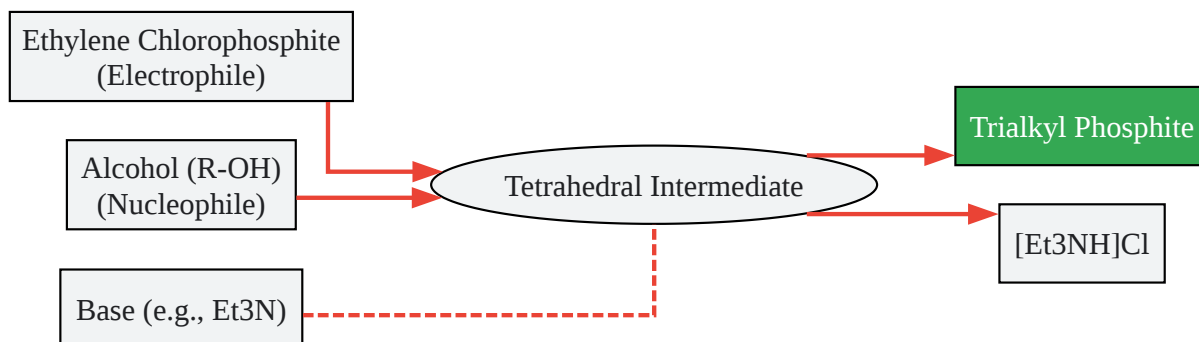 Ethylene Chlorophosphite
(Electrophile)
Alcohol (R-OH)
(Nucleophile)
Base (e.g., Et3N)
Tetrahedral Intermediate
Trialkyl Phosphite
[Et3NH]Cl